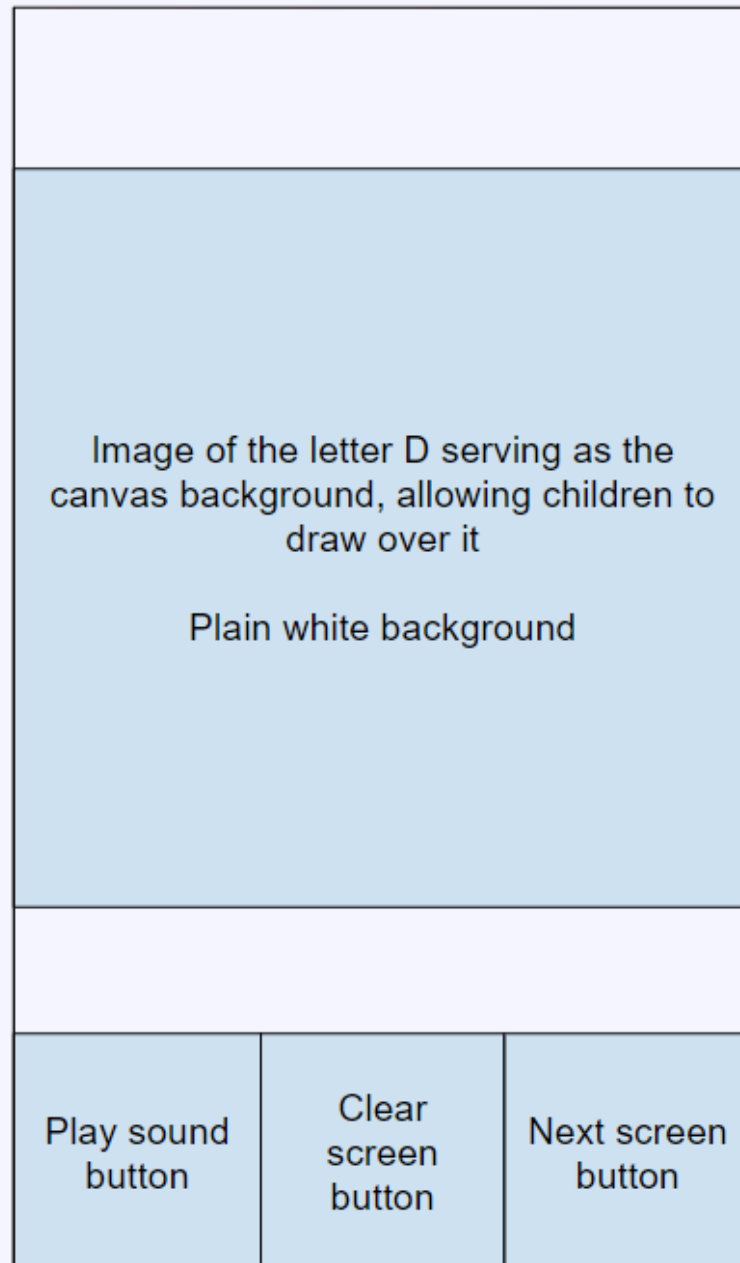 Image of the letter D serving as the
canvas background, allowing children to
draw over it
Plain white background
Play sound
button
Clear
screen
button
Next screen
button